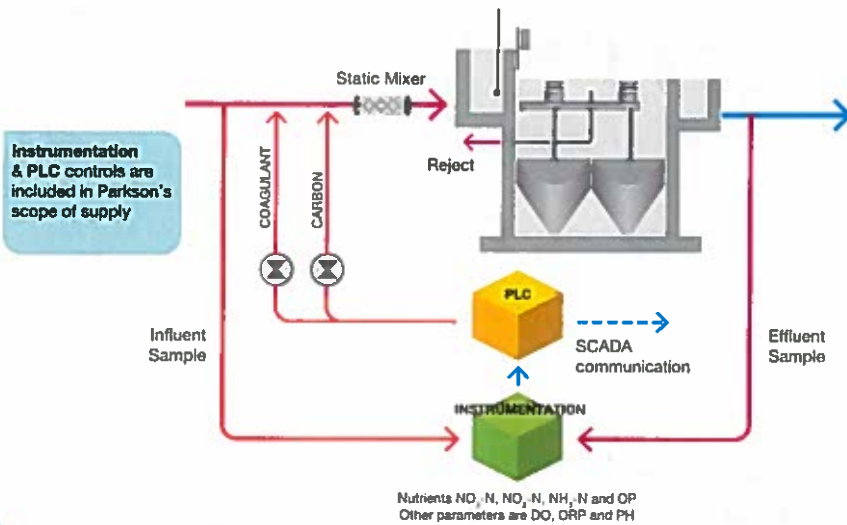 Static Mixer
Instrumentation
& PLC controls are
included in Parkson's
scope of supply
COAGULANT
CARBON
Reject
PLC
Influent
Sample
SCADA
communication
Effluent
Sample
INSTRUMENTATION
Nutrients NO₃-N, NO₂-N, NH₃-N and OP
Other parameters are DO, ORP and PH